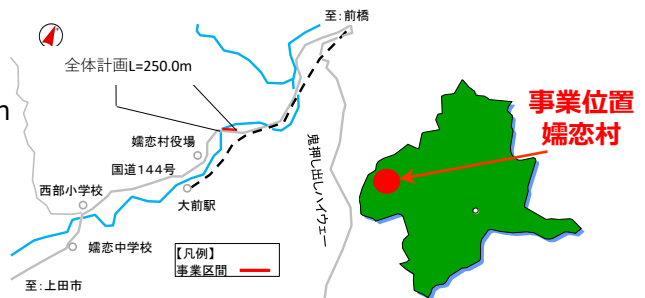 至:前橋
全体計画L=250.0m
m
嬬恋村役場
国道144号
西部小学校
大前駅
嬬恋中学校
鬼押し出しハイウェー
【凡例】
事業区間
至:上田市
事業位置
嬬恋村